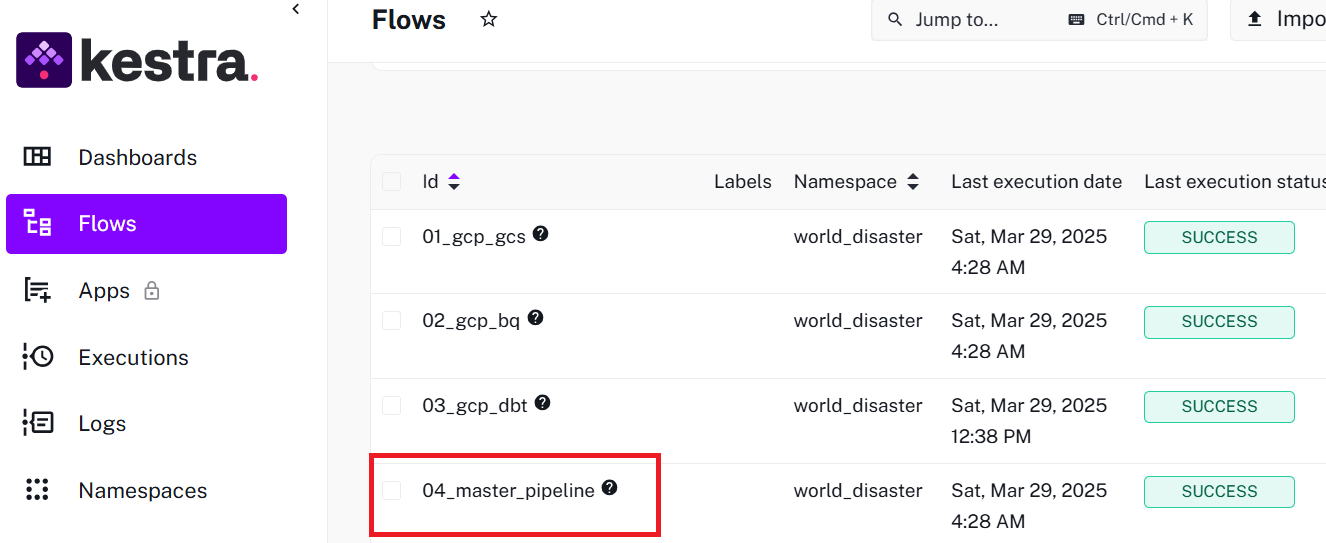 Flows
Jump to...
Ctrl/Cmd + K
Impo
kestra.
Dashboards
Flows
Apps
Executions
Logs
Namespaces
Id
Labels
Namespace
Last execution date
Last execution status
01_gcp_gcs
world_disaster
Sat, Mar 29, 2025
4:28 AM
SUCCESS
02_gcp_bq
world_disaster
Sat, Mar 29, 2025
4:28 AM
SUCCESS
03_gcp_dbt
world_disaster
Sat, Mar 29, 2025
12:38 PM
SUCCESS
04_master_pipeline
world_disaster
Sat, Mar 29, 2025
4:28 AM
SUCCESS